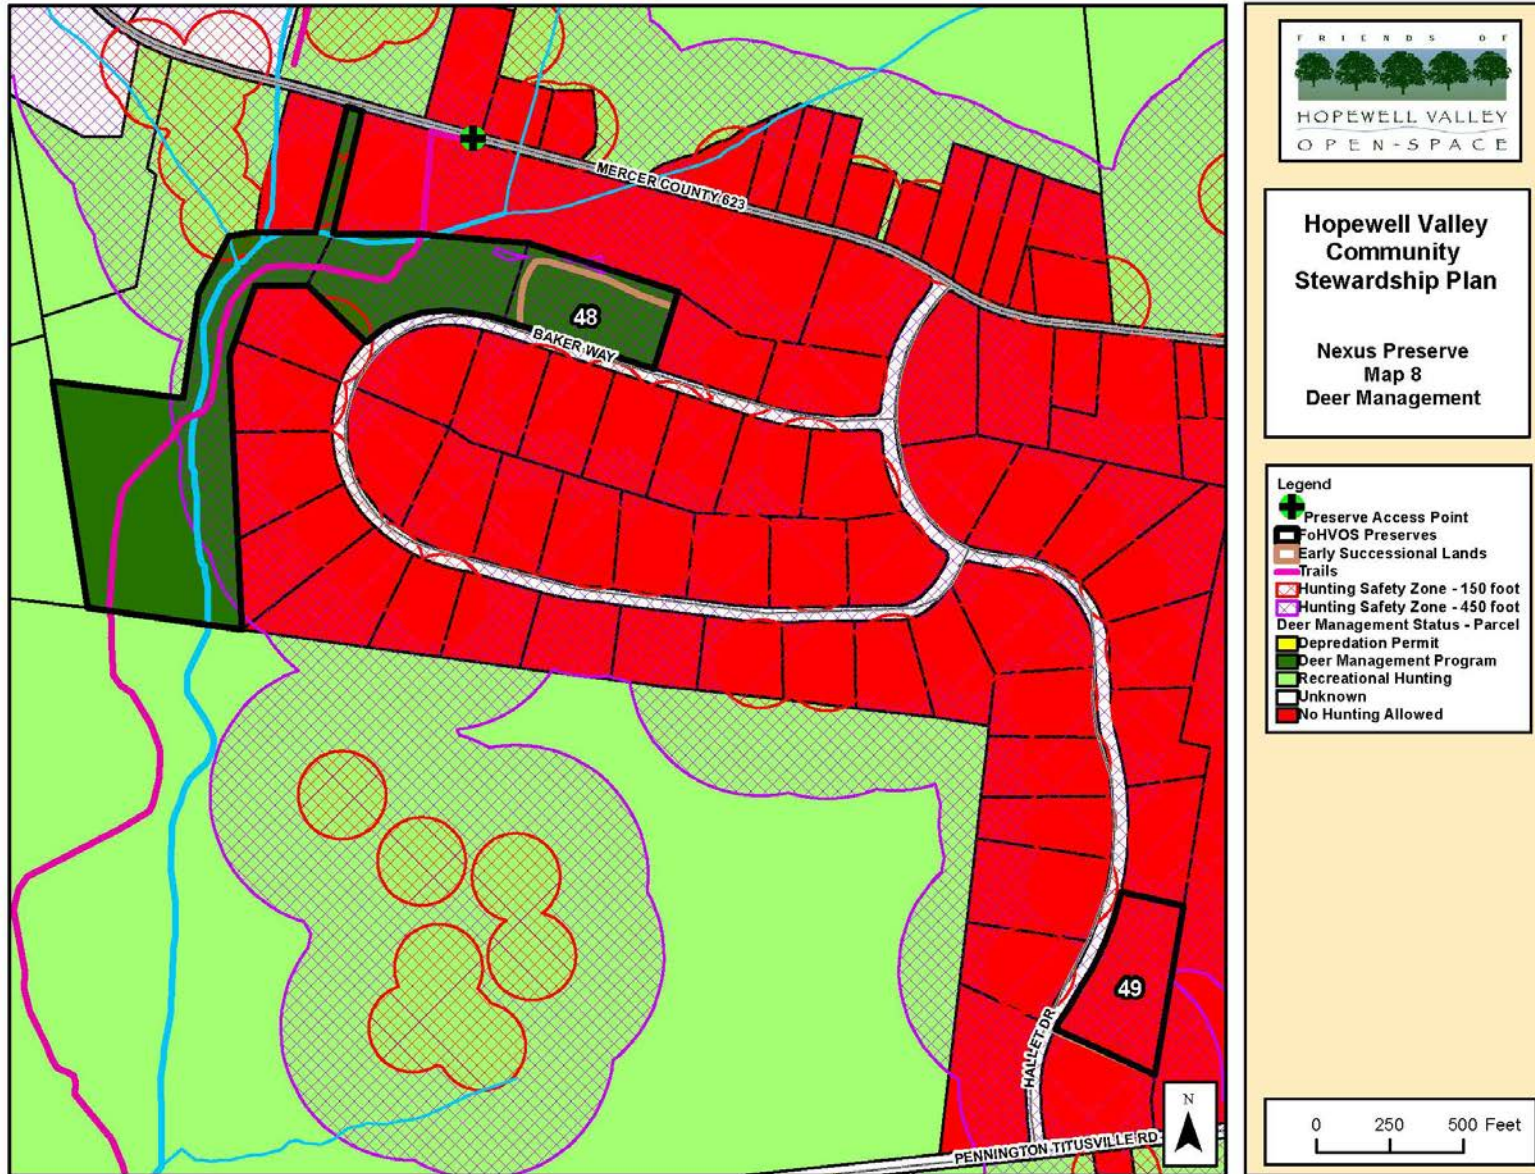 MERCER COUNTY 623
48
BAKER WAY
49
HALLET DR
PENNINGTON TITUSVILLE RD
N
FRIENDS OF
HOPEWELL VALLEY
OPEN-SPACE
Hopewell Valley
Community
Stewardship Plan
Nexus Preserve
Map 8
Deer Management
Legend
Preserve Access Point
FoHVOS Preserves
Early Successional Lands
Trails
Hunting Safety Zone - 150 foot
Hunting Safety Zone - 450 foot
Deer Management Status - Parcel
Depredation Permit
Deer Management Program
Recreational Hunting
Unknown
No Hunting Allowed
0 250 500 Feet